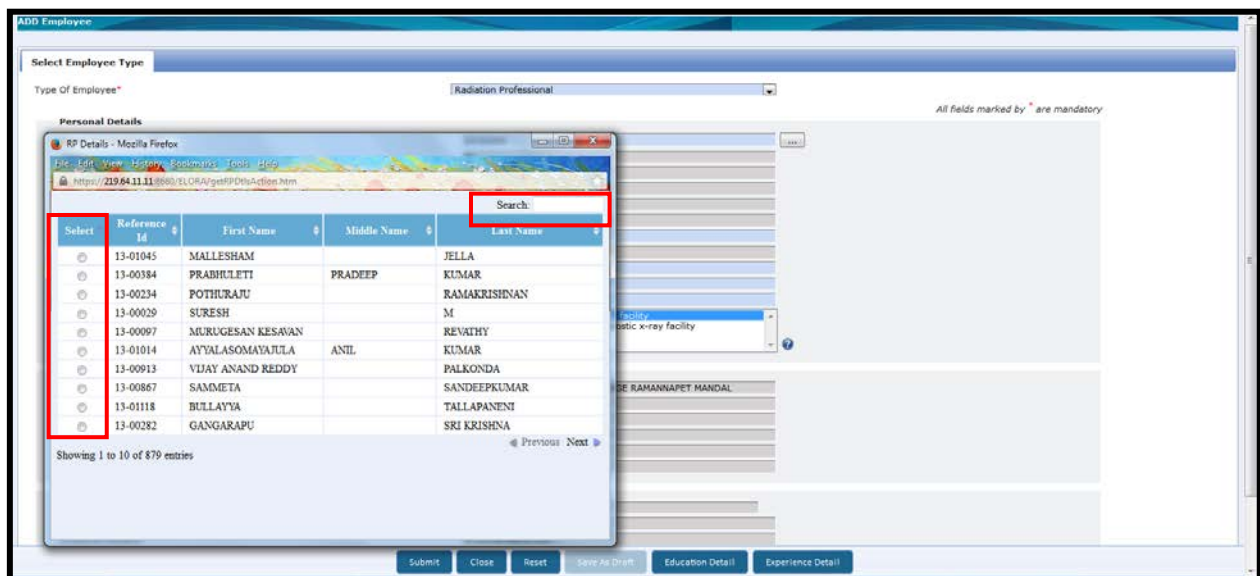 ADD Employee
Select Employee Type
Type Of Employee* Radiation Professional
All fields marked by * are mandatory
Personal Details
RP Details - Mozilla Firefox
...
File Edit View History Bookmarks Tools Help
https://219.64.11.11:8660/ELORA/getRPDtlsAction.htm
Search:
Select Reference Id First Name Middle Name Last Name
13-01045 MALLESHAM JELLA
13-00384 PRABHULETI PRADEEP KUMAR
13-00234 POTHURAJU RAMAKRISHNAN
13-00029 SURESH M
facility
13-00097 MURUGESAN KESAVAN REVATHY
ostic x-ray facility
13-01014 AYYALASOMAYAJULA ANIL KUMAR
13-00913 VIJAY ANAND REDDY PALKONDA
13-00867 SAMMETA SANDEEPKUMAR
GE RAMANNAPET MANDAL
13-01118 BULLAYYA TALLAPANENI
13-00282 GANGARAPU SRI KRISHNA
Previous Next
Showing 1 to 10 of 879 entries
Submit Close Reset Save As Draft Education Detail Experience Detail